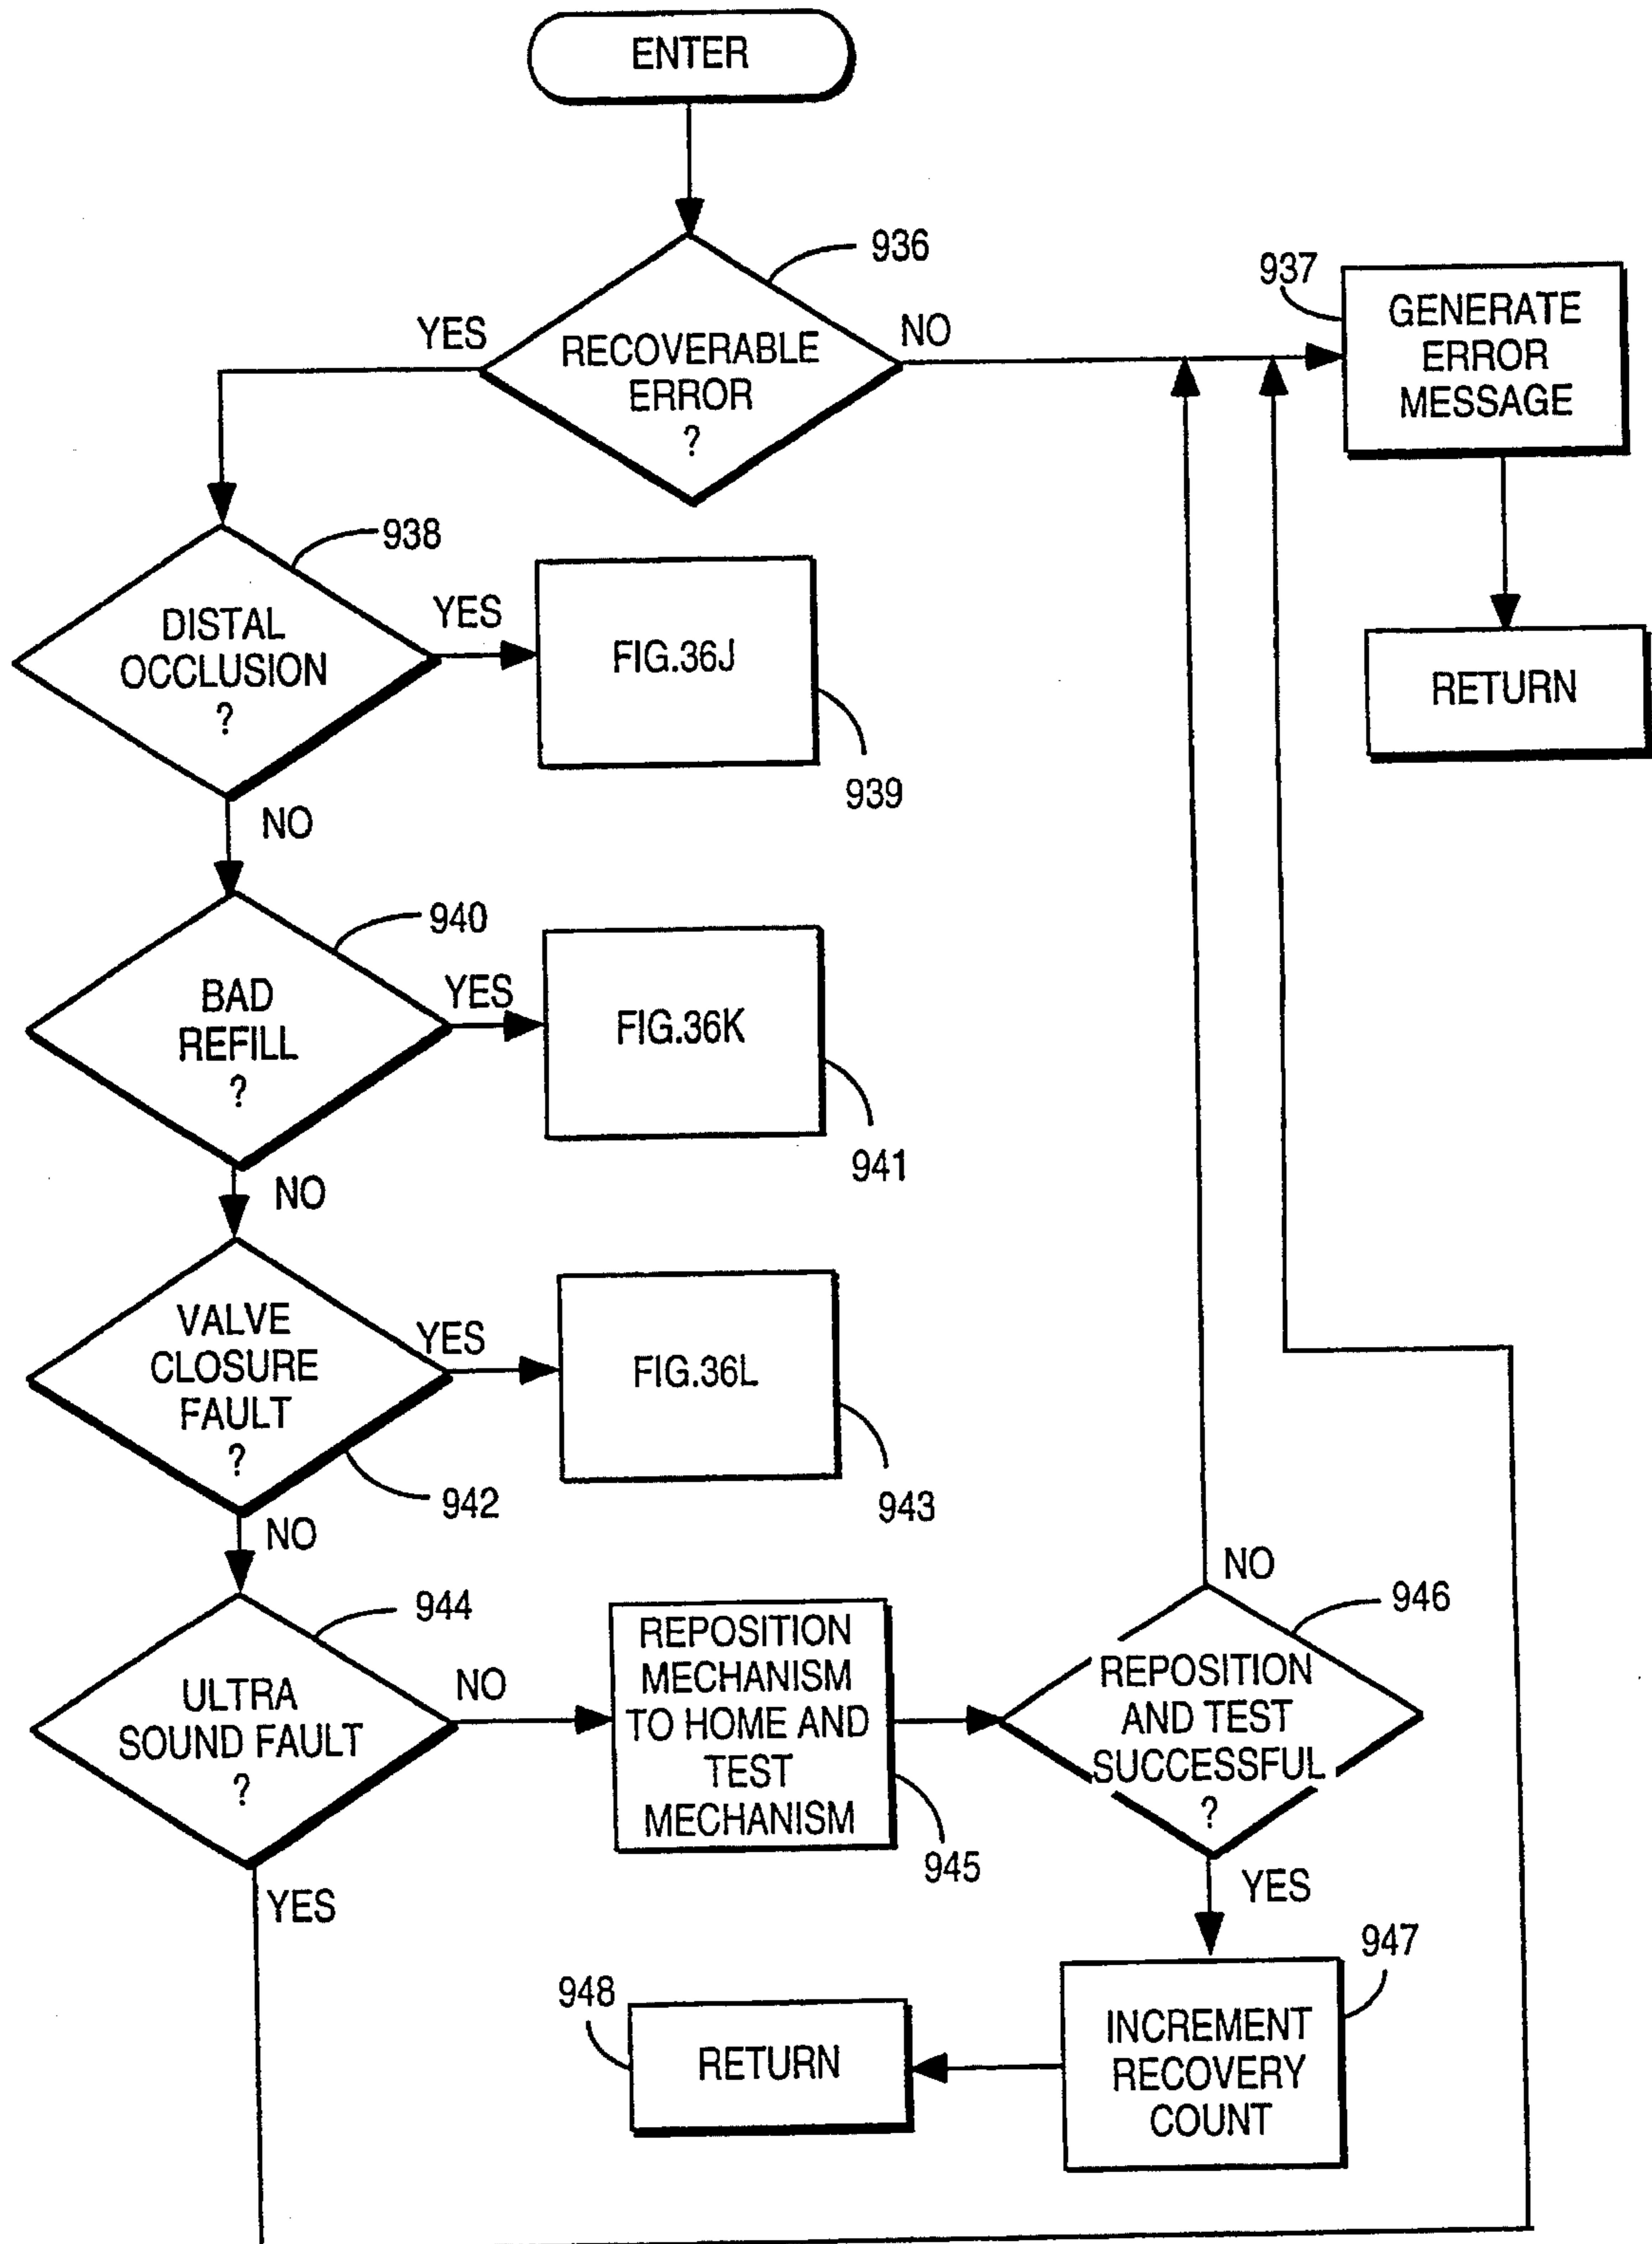 ENTER
936
937
GENERATE
ERROR
MESSAGE
YES
RECOVERABLE
ERROR
?
NO
RETURN
938
DISTAL
OCCLUSION
?
YES
FIG.36J
939
NO
940
BAD
REFILL
?
YES
FIG.36K
941
NO
VALVE
CLOSURE
FAULT
?
YES
FIG.36L
942
943
NO
944
ULTRA
SOUND FAULT
?
NO
REPOSITION
MECHANISM
TO HOME AND
TEST
MECHANISM
945
NO
946
REPOSITION
AND TEST
SUCCESSFUL
?
YES
YES
947
INCREMENT
RECOVERY
COUNT
948
RETURN